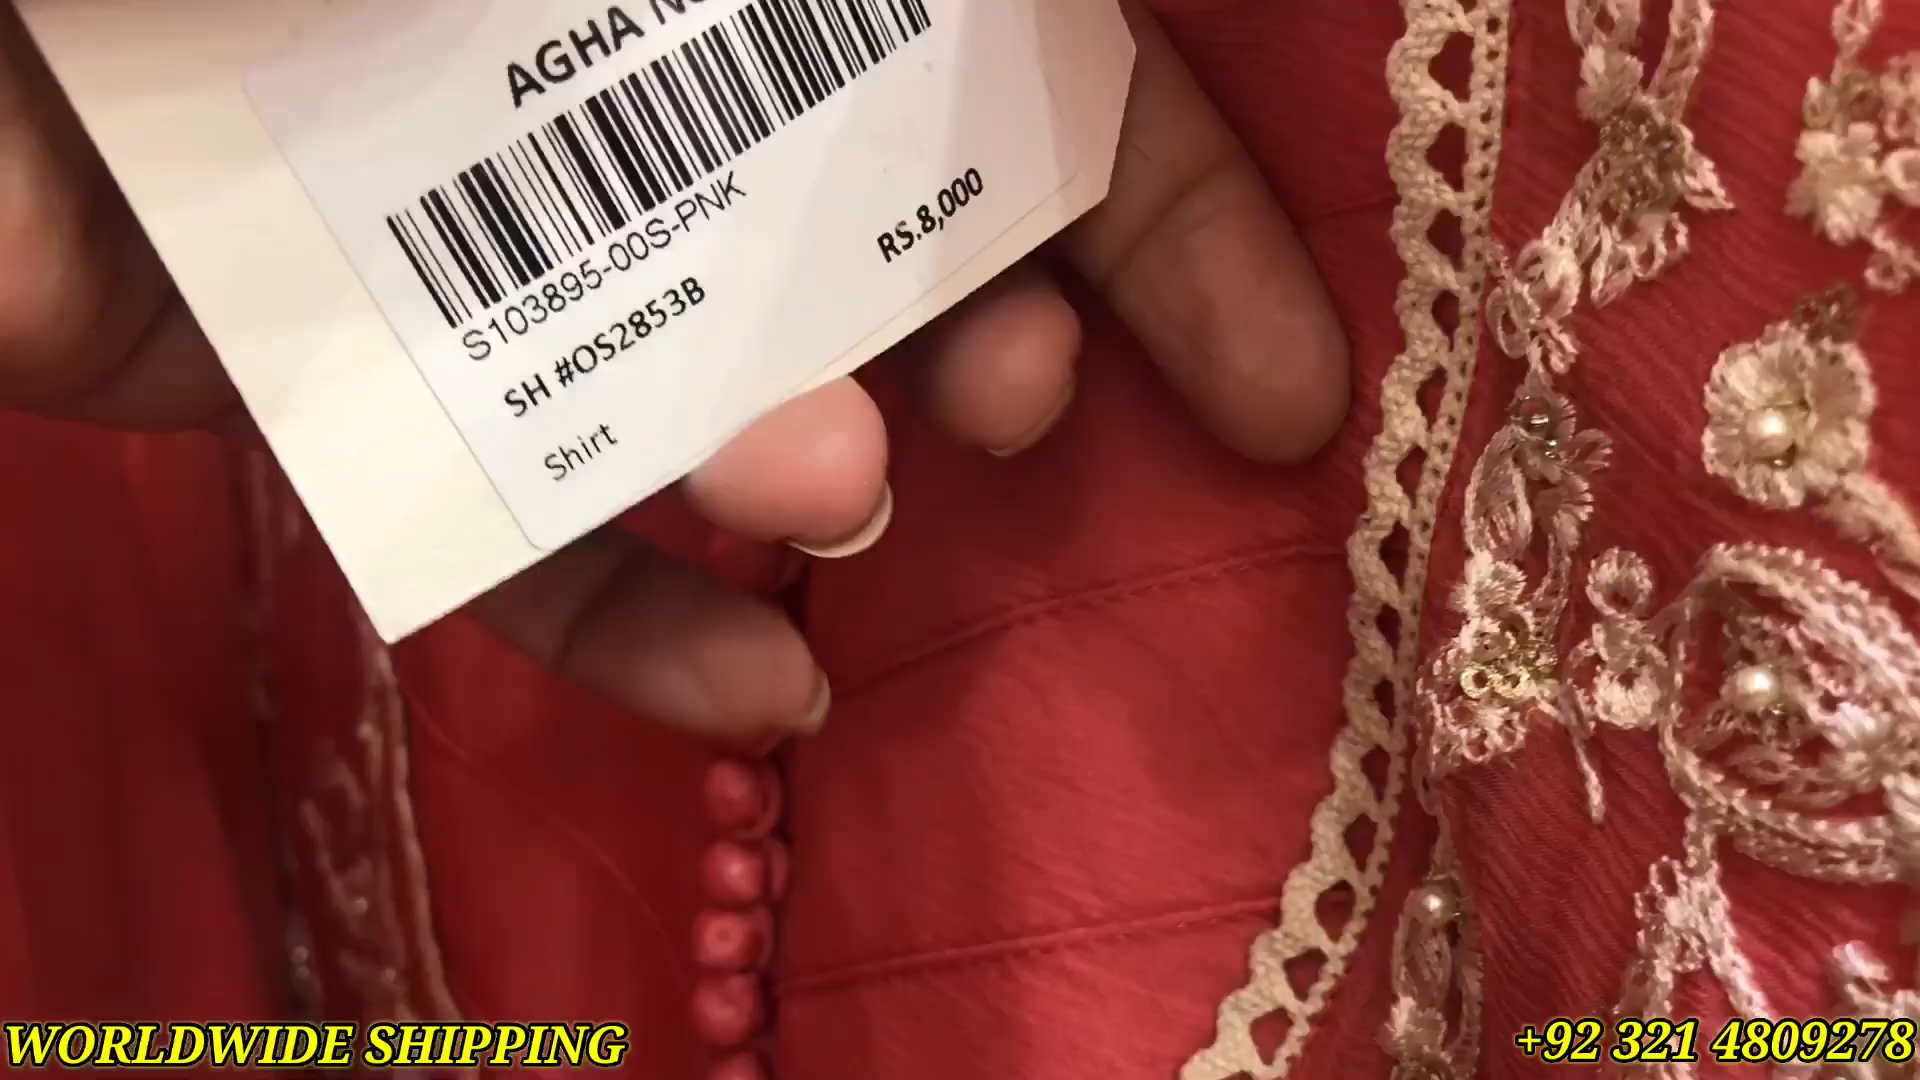 AGHA
S103895-00S-PNK
SH #OS2853B
RS.8,000
Shirt
WORLDWIDE SHIPPING
+92 321 4809278